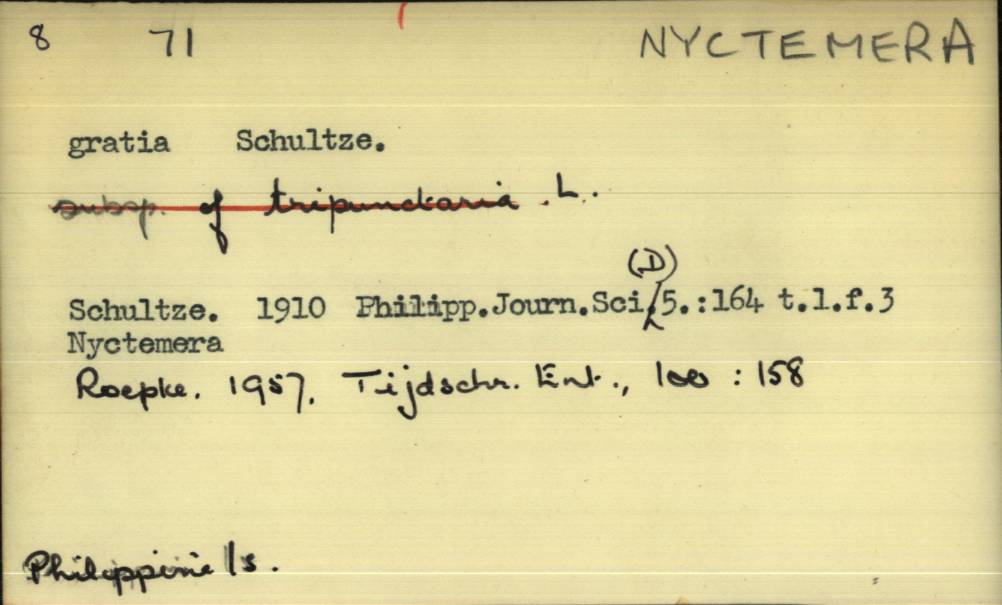 8 71 NYCTEMERA
gratia Schultze.
subsp. of tripunctaria. L.
(D)
Schultze. 1910 Philipp.Journ.Sci.5.:164 t.1.f.3
Nyctemera
Roepke. 1957. Tijdschr. Ent., 100 : 158
Philippine Is.